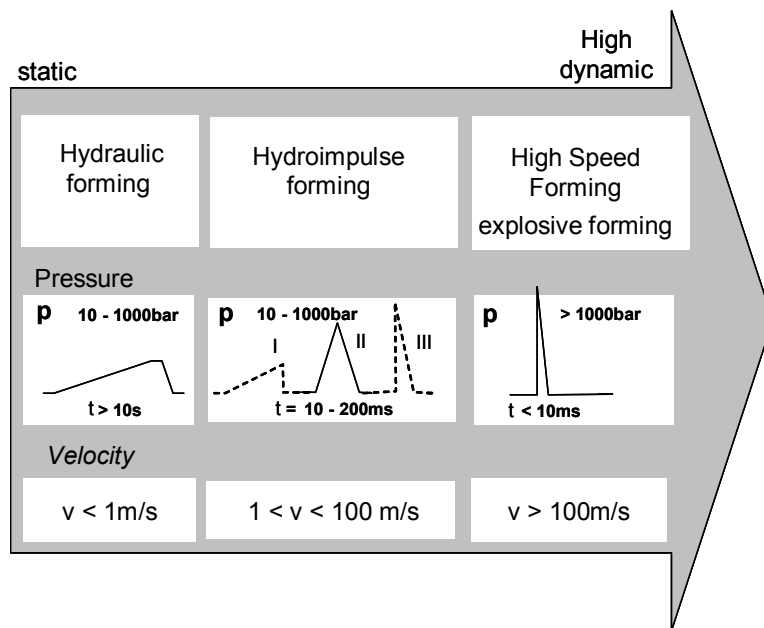 static
High
dynamic
Hydraulic
forming
Hydroimpulse
forming
High Speed
Forming
explosive forming
Pressure
p 10 - 1000bar
t > 10s
p 10 - 1000bar
I
II
III
t = 10 - 200ms
p > 1000bar
t < 10ms
Velocity
v < 1m/s
1 < v < 100 m/s
v > 100m/s